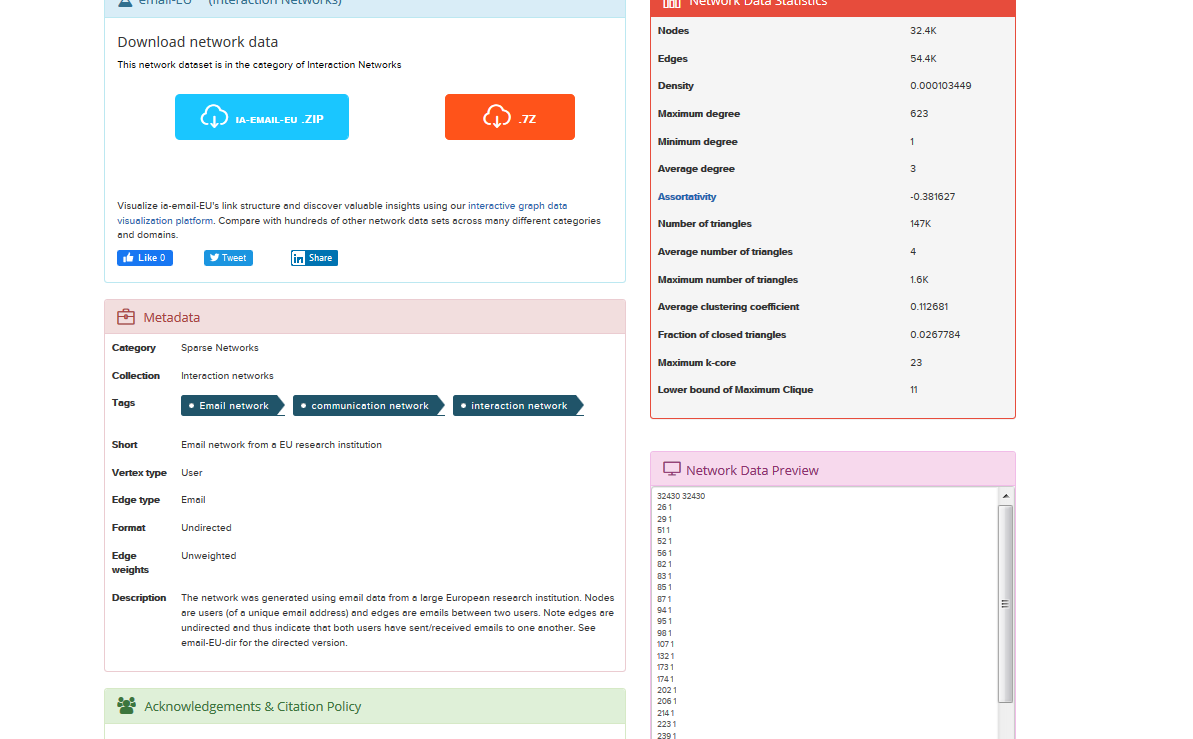 email-EU (Interaction Networks)
Download network data
This network dataset is in the category of Interaction Networks
IA-EMAIL-EU .ZIP
.7Z
Visualize ia-email-EU's link structure and discover valuable insights using our interactive graph data
visualization platform. Compare with hundreds of other network data sets across many different categories
and domains.
Like 0
Tweet
in Share
Metadata
Category Sparse Networks
Collection Interaction networks
Tags Email network communication network interaction network
Short Email network from a EU research institution
Vertex type User
Edge type Email
Format Undirected
Edge Unweighted
weights
Description The network was generated using email data from a large European research institution. Nodes
are users (of a unique email address) and edges are emails between two users. Note edges are
undirected and thus indicate that both users have sent/received emails to one another. See
email-EU-dir for the directed version.
Acknowledgements & Citation Policy
Network Data Statistics
Nodes 32.4K
Edges 54.4K
Density 0.000103449
Maximum degree 623
Minimum degree 1
Average degree 3
Assortativity -0.381627
Number of triangles 147K
Average number of triangles 4
Maximum number of triangles 1.6K
Average clustering coefficient 0.112681
Fraction of closed triangles 0.0267784
Maximum k-core 23
Lower bound of Maximum Clique 11
Network Data Preview
32430 32430
26 1
29 1
51 1
52 1
56 1
82 1
83 1
85 1
87 1
94 1
95 1
98 1
107 1
132 1
173 1
174 1
202 1
206 1
214 1
223 1
239 1